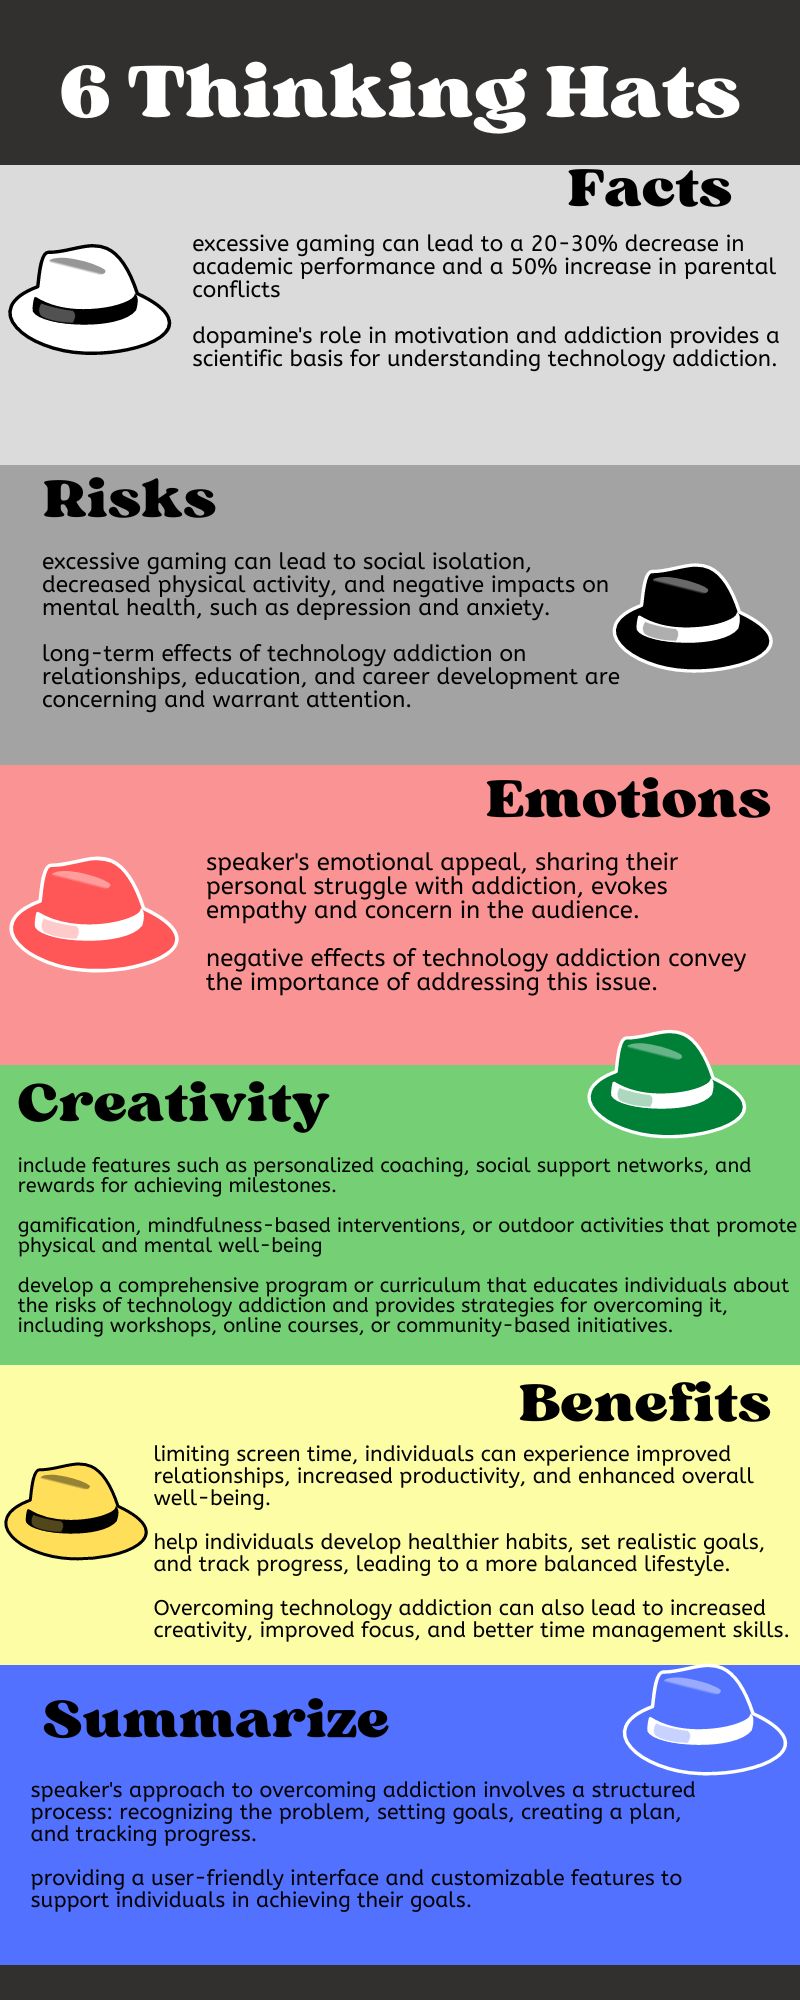 6 Thinking Hats
Facts
excessive gaming can lead to a 20-30% decrease in
academic performance and a 50% increase in parental
conflicts
dopamine's role in motivation and addiction provides a
scientific basis for understanding technology addiction.
Risks
excessive gaming can lead to social isolation,
decreased physical activity, and negative impacts on
mental health, such as depression and anxiety.
long-term effects of technology addiction on
relationships, education, and career development are
concerning and warrant attention.
Emotions
speaker's emotional appeal, sharing their
personal struggle with addiction, evokes
empathy and concern in the audience.
negative effects of technology addiction convey
the importance of addressing this issue.
Creativity
include features such as personalized coaching, social support networks, and
rewards for achieving milestones.
gamification, mindfulness-based interventions, or outdoor activities that promote
physical and mental well-being
develop a comprehensive program or curriculum that educates individuals about
the risks of technology addiction and provides strategies for overcoming it,
including workshops, online courses, or community-based initiatives.
Benefits
limiting screen time, individuals can experience improved
relationships, increased productivity, and enhanced overall
well-being.
help individuals develop healthier habits, set realistic goals,
and track progress, leading to a more balanced lifestyle.
Overcoming technology addiction can also lead to increased
creativity, improved focus, and better time management skills.
Summarize
speaker's approach to overcoming addiction involves a structured
process: recognizing the problem, setting goals, creating a plan,
and tracking progress.
providing a user-friendly interface and customizable features to
support individuals in achieving their goals.